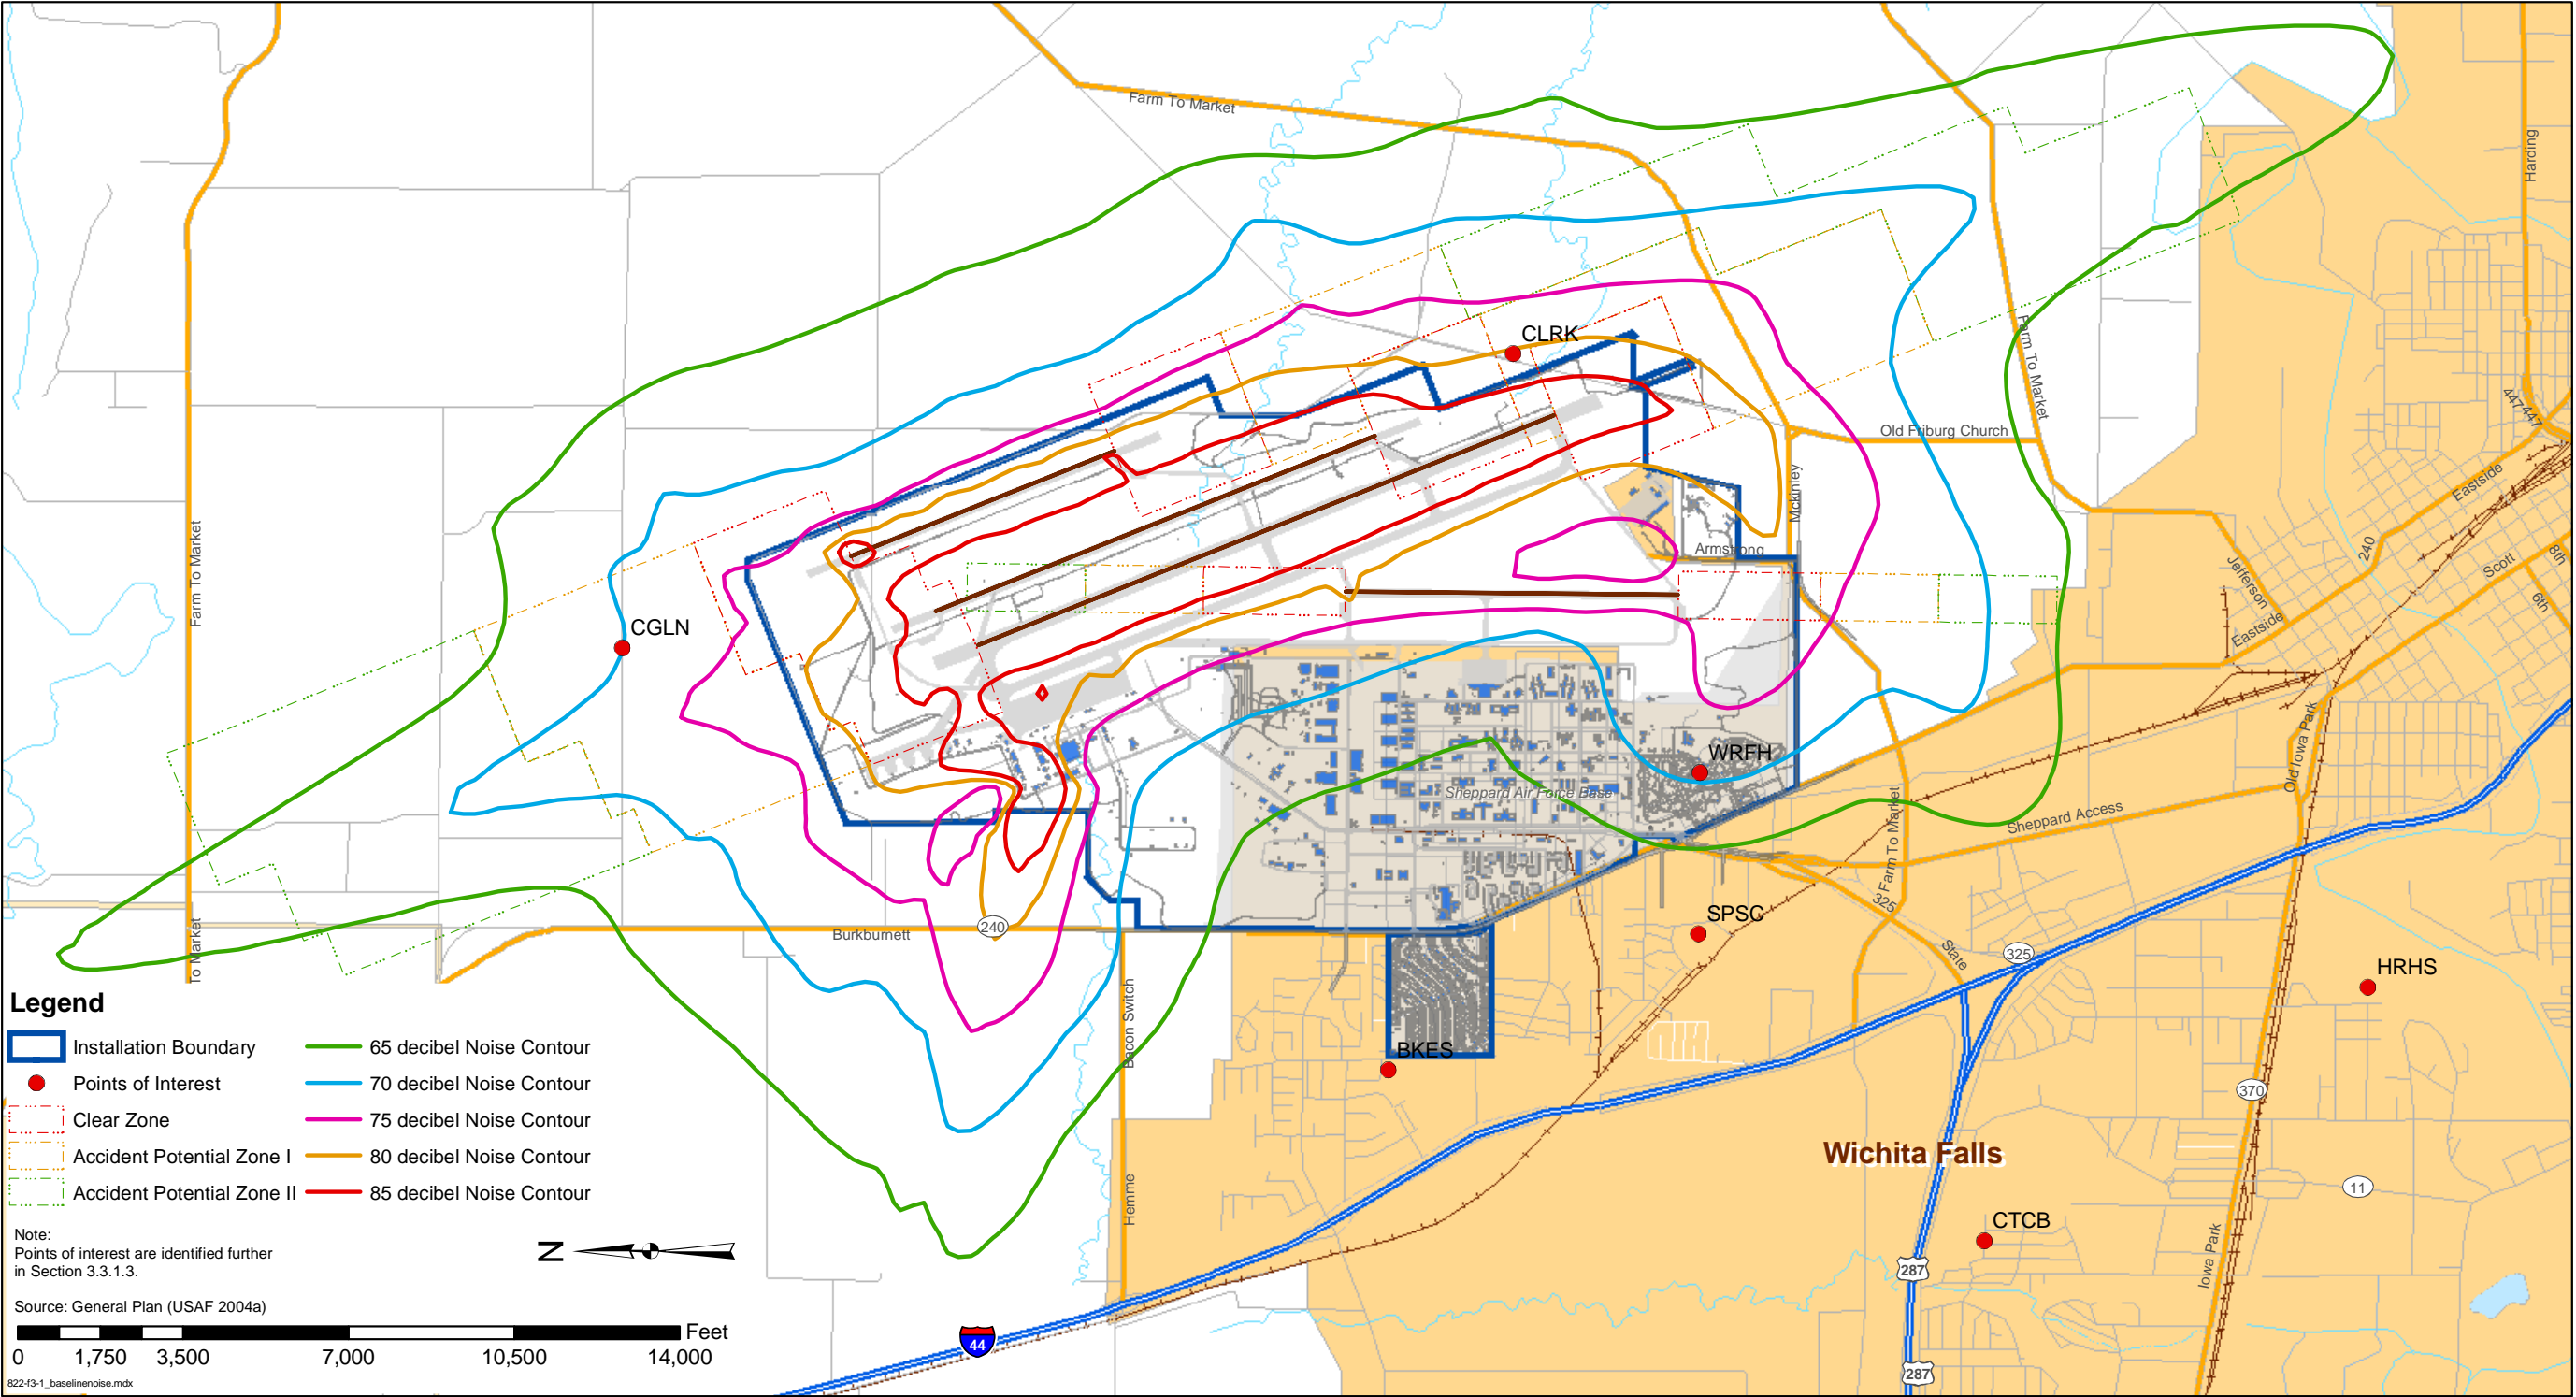 Farm To Market
Harding
CLRK
Farm To Market
447447
Old Friburg Church
Mckinley
Eastside
240
Scott
8th
Armstrong
Jefferson
6th
Eastside
Farm To Market
CGLN
Old Iowa Park
WRFH
Sheppard Air Force Base
Sheppard Access
Farm To Market
325
SPSC
240
Burkburnett
To Market
State
325
HRHS
Bacon Switch
BKES
370
Wichita Falls
11
Hemme
CTCB
Iowa Park
287
287
44
Legend
Installation Boundary
Points of Interest
Clear Zone
Accident Potential Zone I
Accident Potential Zone II
65 decibel Noise Contour
70 decibel Noise Contour
75 decibel Noise Contour
80 decibel Noise Contour
85 decibel Noise Contour
Note:
Points of interest are identified further
in Section 3.3.1.3.
N
Source: General Plan (USAF 2004a)
Feet
0 1,750 3,500 7,000 10,500 14,000
822-f3-1_baselinenoise.mdx